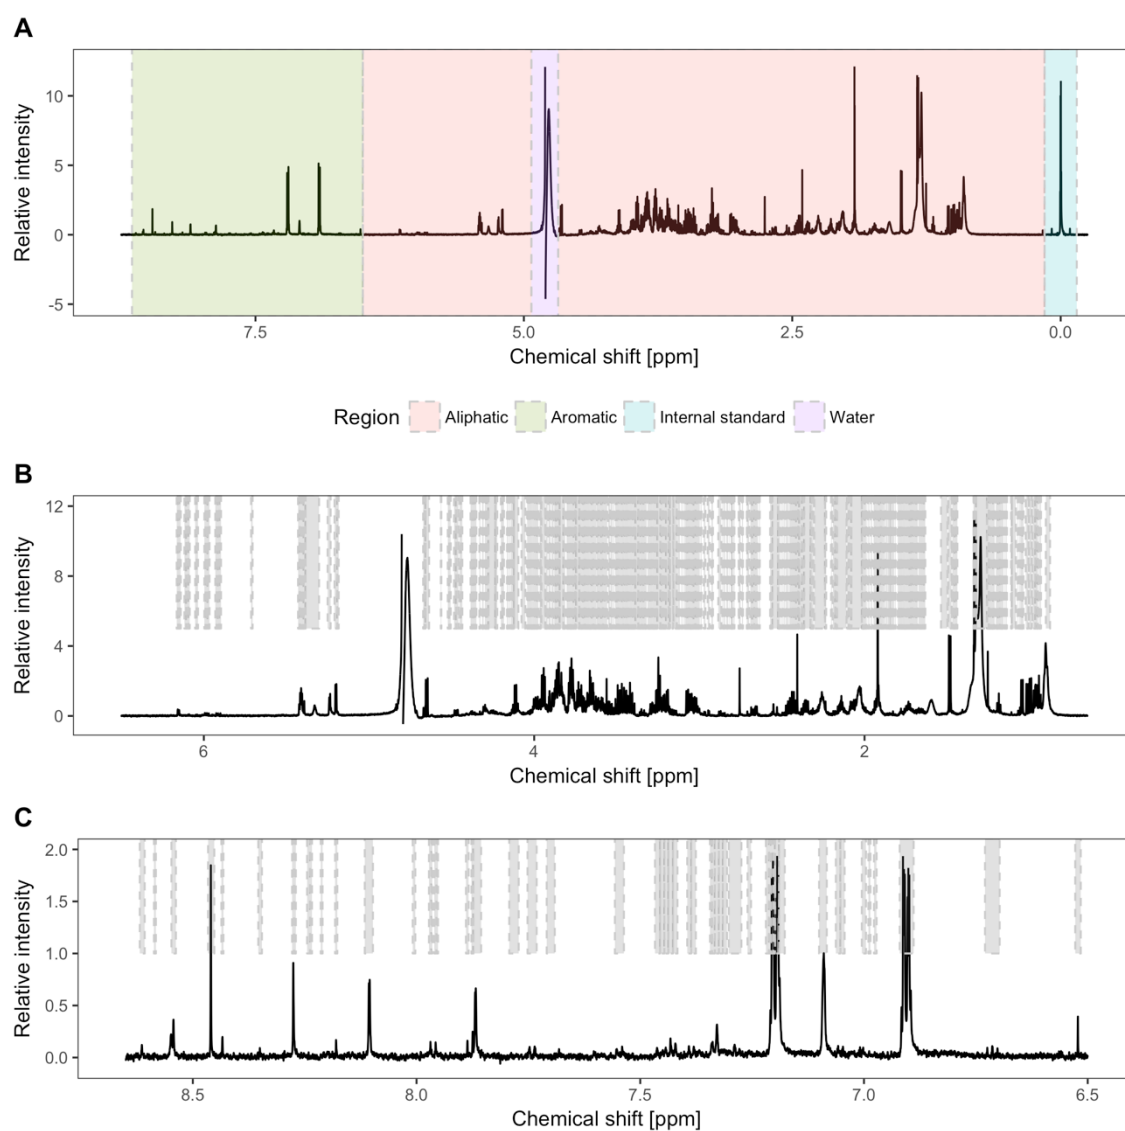 A
Relative intensity
10
5
0
-5
7.5 5.0 2.5 0.0
Chemical shift [ppm]
Region Aliphatic Aromatic Internal standard Water
B
Relative intensity
12
8
4
0
6 4 2
Chemical shift [ppm]
C
Relative intensity
2.0
1.5
1.0
0.5
0.0
8.5 8.0 7.5 7.0 6.5
Chemical shift [ppm]